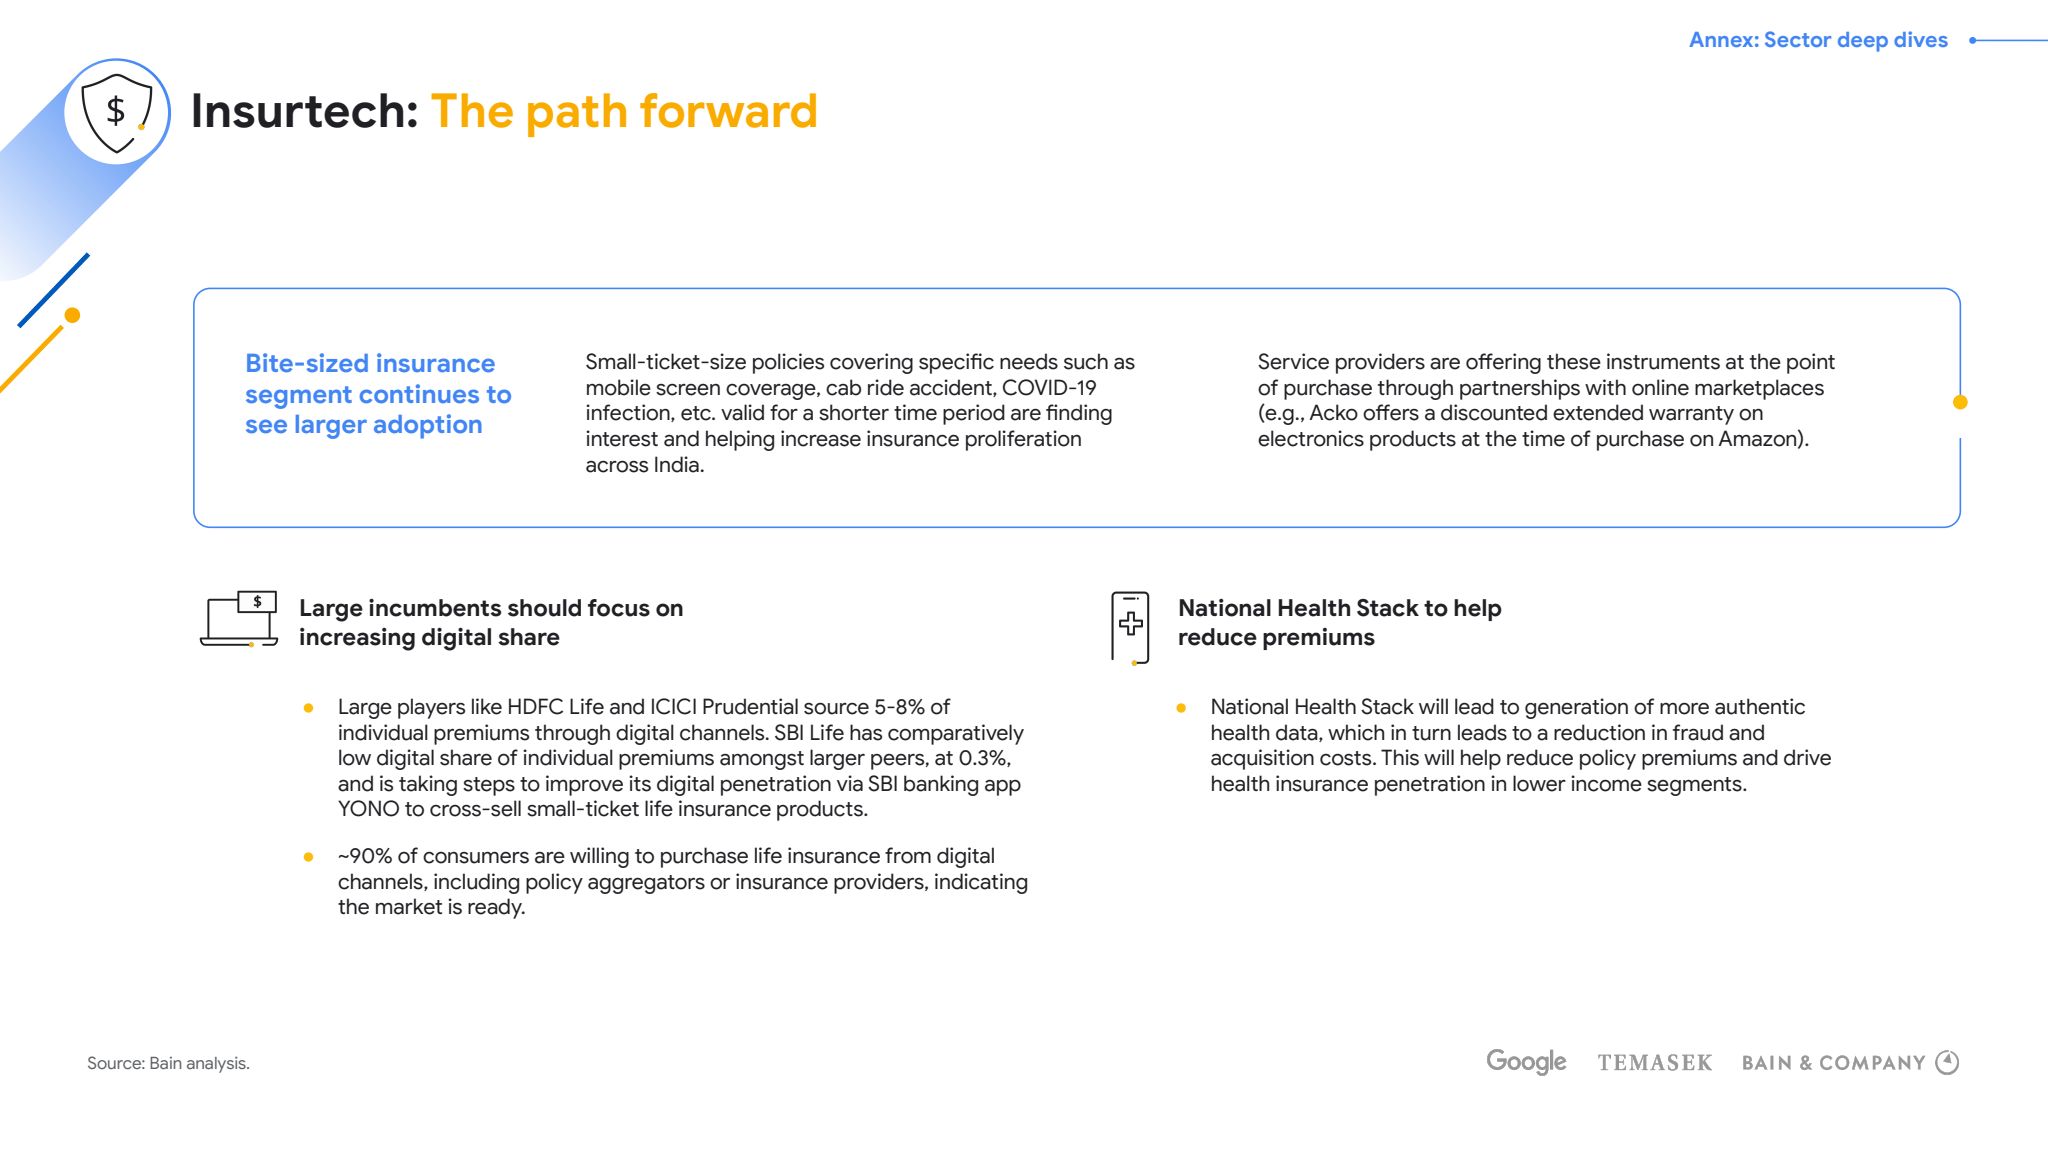 Annex: Sector deep dives
$
Insurtech: The path forward
Bite-sized insurance
segment continues to
see larger adoption
Small-ticket-size policies covering specific needs such as
mobile screen coverage, cab ride accident, COVID-19
infection, etc. valid for a shorter time period are finding
interest and helping increase insurance proliferation
across India.
Service providers are offering these instruments at the point
of purchase through partnerships with online marketplaces
(e.g., Acko offers a discounted extended warranty on
electronics products at the time of purchase on Amazon).
$
Large incumbents should focus on
increasing digital share
● Large players like HDFC Life and ICICI Prudential source 5-8% of
individual premiums through digital channels. SBI Life has comparatively
low digital share of individual premiums amongst larger peers, at 0.3%,
and is taking steps to improve its digital penetration via SBI banking app
YONO to cross-sell small-ticket life insurance products.
● ~90% of consumers are willing to purchase life insurance from digital
channels, including policy aggregators or insurance providers, indicating
the market is ready.
National Health Stack to help
reduce premiums
● National Health Stack will lead to generation of more authentic
health data, which in turn leads to a reduction in fraud and
acquisition costs. This will help reduce policy premiums and drive
health insurance penetration in lower income segments.
Source: Bain analysis.
Google TEMASEK BAIN & COMPANY